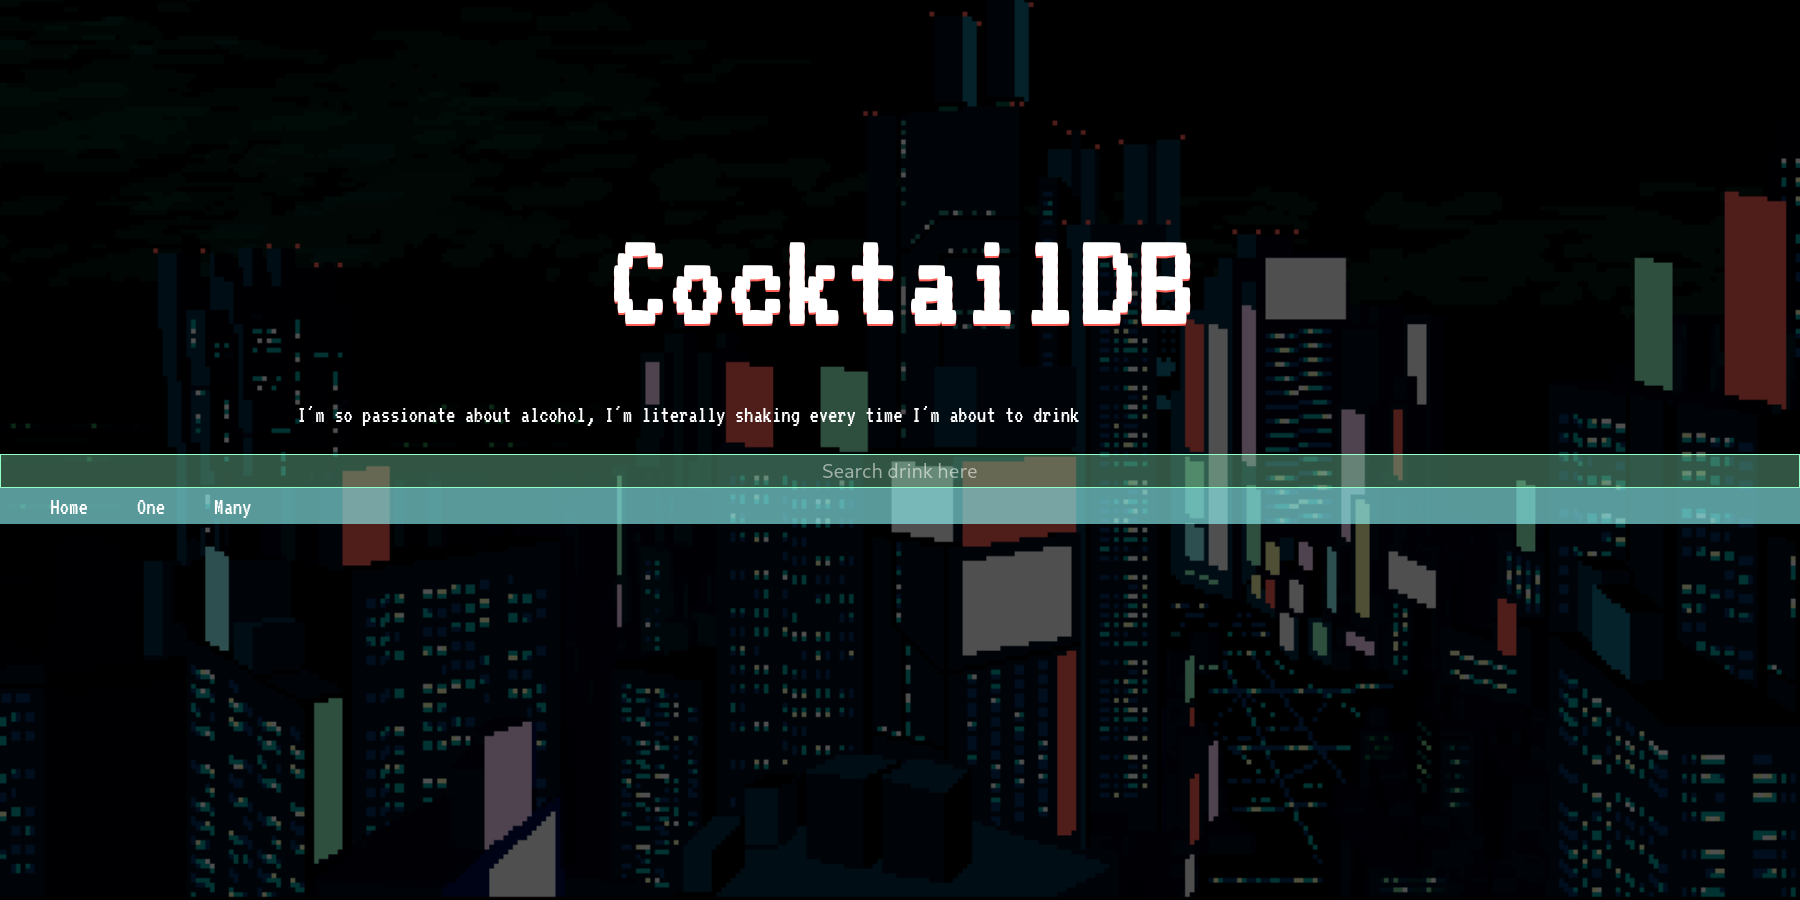 CocktailDB
I'm so passionate about alcohol, I'm literally shaking every time I'm about to drink
Search drink here
Home One Many